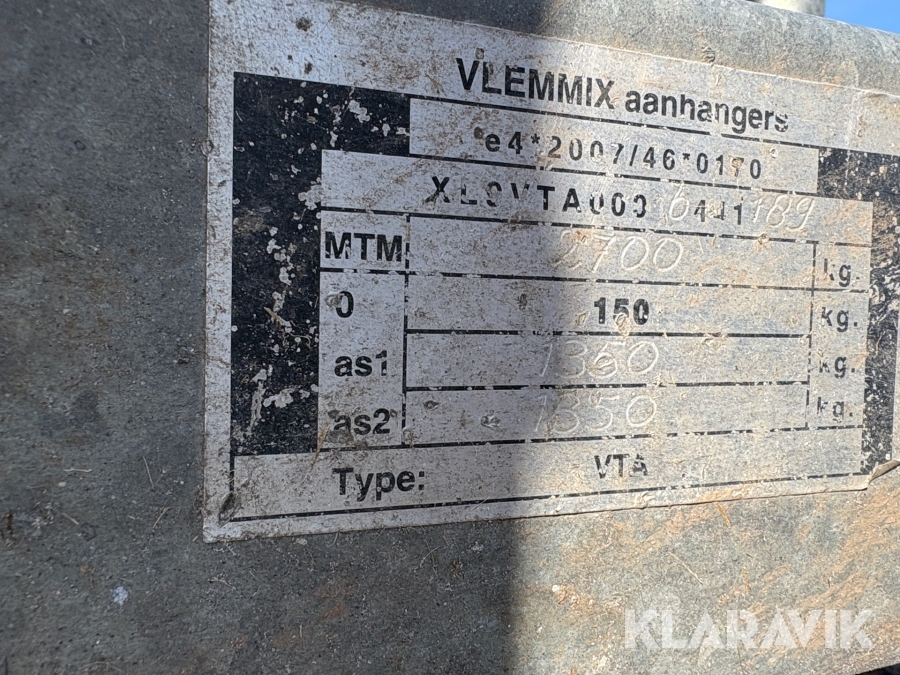 VLEMMIX aanhangers
e4*2007/46*0170
MTM 2700 kg.
0 150 kg.
as1 1350 kg.
as2 1350 kg.
Type: VTA
KLARAVIK